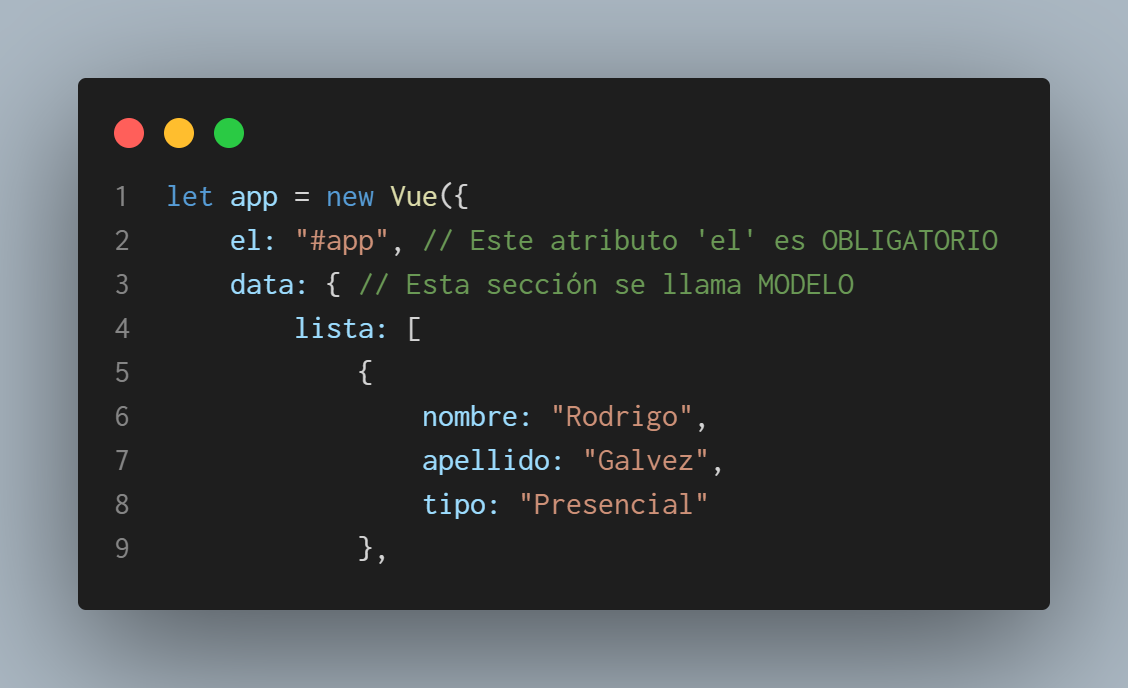 1 let app = new Vue({
2     el: "#app", // Este atributo 'el' es OBLIGATORIO
3     data: { // Esta sección se llama MODELO
4         lista: [
5             {
6                 nombre: "Rodrigo",
7                 apellido: "Galvez",
8                 tipo: "Presencial"
9             },